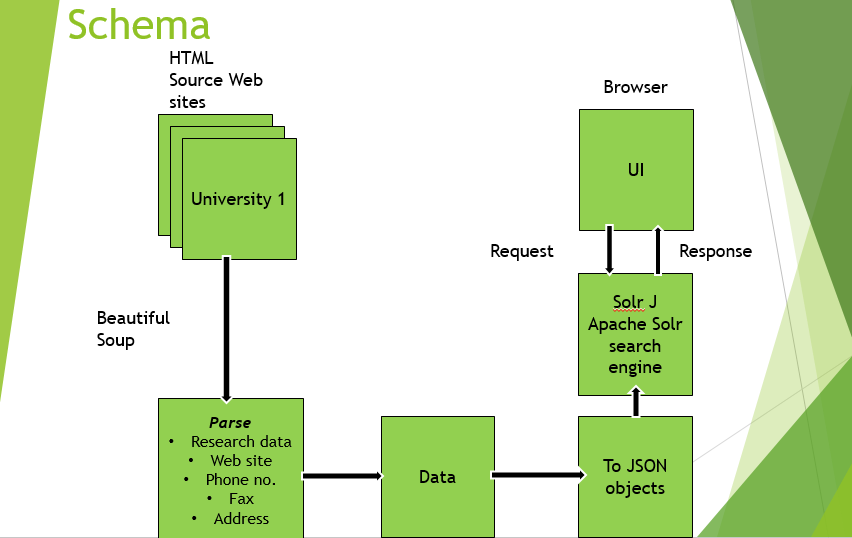 Schema
HTML
Source Web
sites
University 1
Beautiful
Soup
Parse
• Research data
• Web site
• Phone no.
• Fax
• Address
Data
To JSON
objects
Solr J
Apache Solr
search
engine
Request
Response
Browser
UI